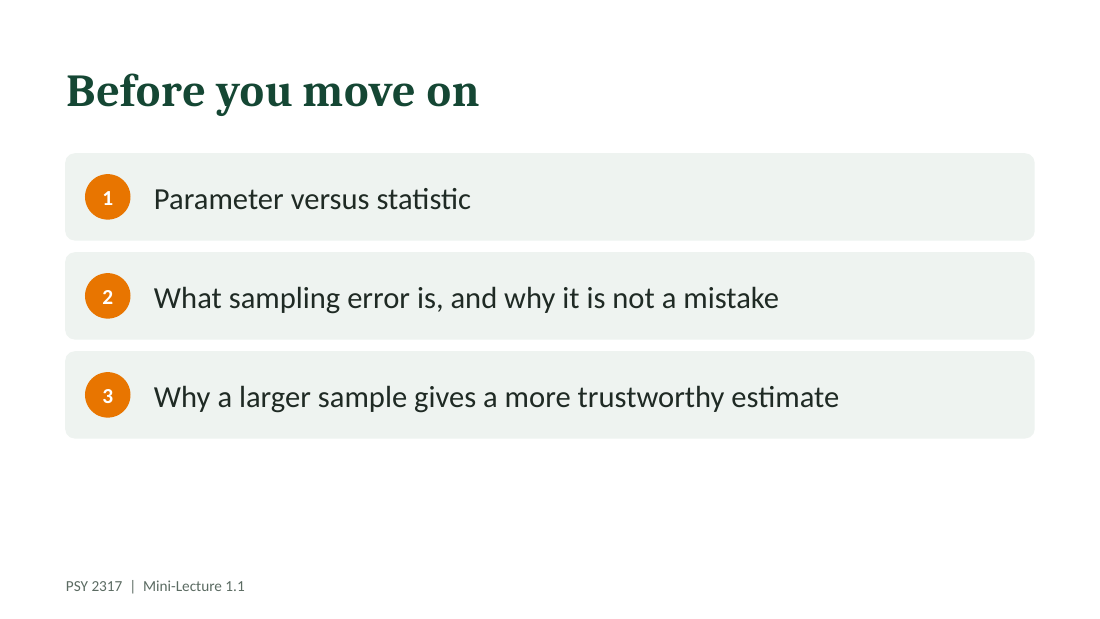 Before you move on
1 Parameter versus statistic
2 What sampling error is, and why it is not a mistake
3 Why a larger sample gives a more trustworthy estimate
PSY 2317 | Mini-Lecture 1.1